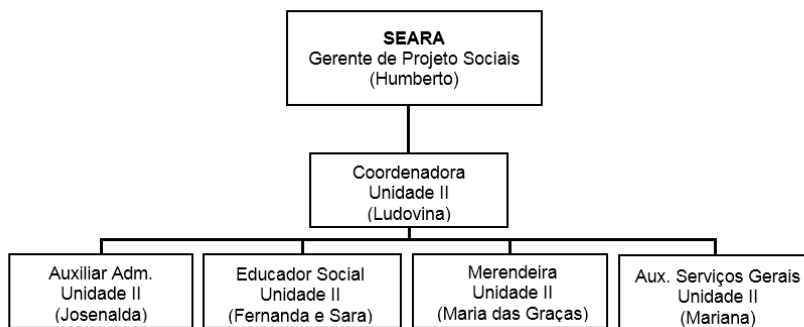 SEARA
Gerente de Projeto Sociais
(Humberto)
Coordenadora
Unidade II
(Ludovina)
Auxiliar Adm.
Unidade II
(Josenalda)
Educador Social
Unidade II
(Fernanda e Sara)
Merendeira
Unidade II
(Maria das Graças)
Aux. Serviços Gerais
Unidade II
(Mariana)